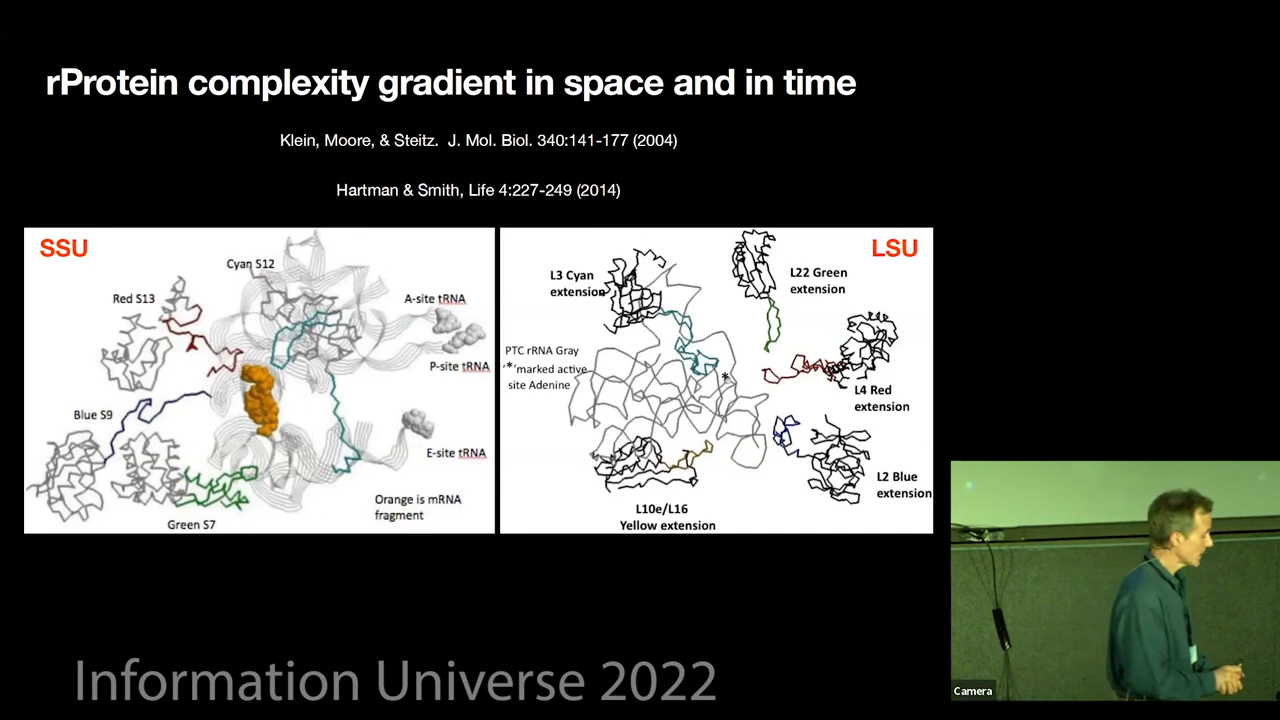 rProtein complexity gradient in space and in time
Klein, Moore, & Steitz. J. Mol. Biol. 340:141-177 (2004)
Hartman & Smith, Life 4:227-249 (2014)
SSU
Cyan S12
Red S13
A-site tRNA
P-site tRNA
Blue S9
E-site tRNA
Orange is mRNA
fragment
Green S7
LSU
L3 Cyan
extension
L22 Green
extension
PTC rRNA Gray
'*'marked active
site Adenine
*
L4 Red
extension
L2 Blue
extension
L10e/L16
Yellow extension
Information Universe 2022
Camera